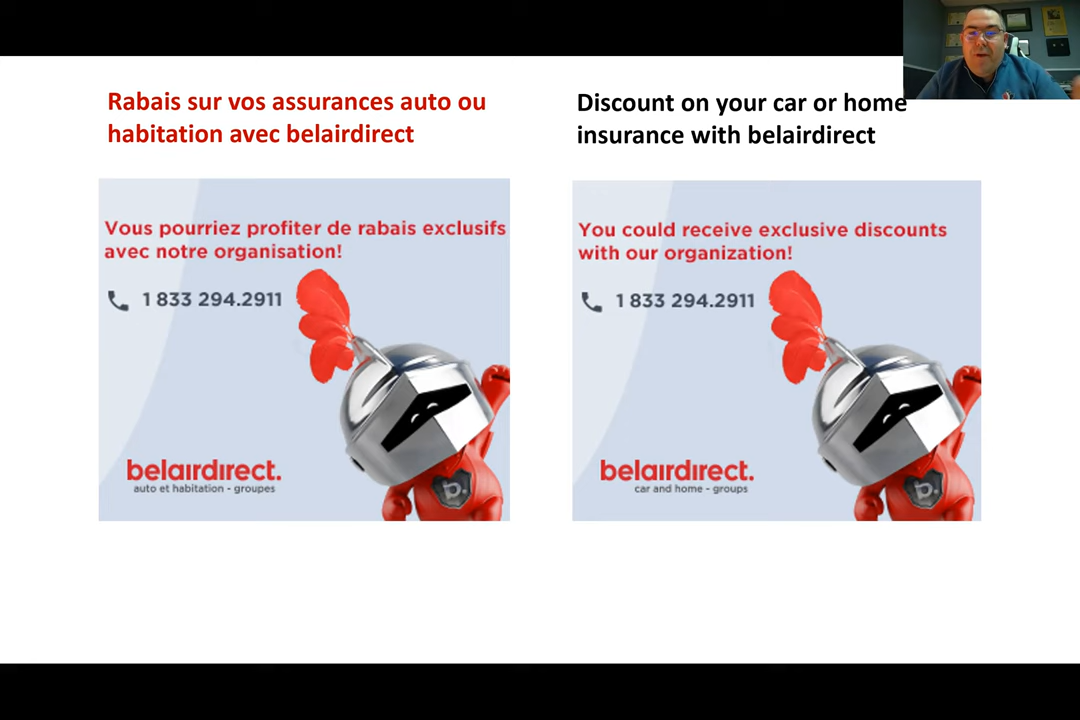 Rabais sur vos assurances auto ou
habitation avec belairdirect
Vous pourriez profiter de rabais exclusifs
avec notre organisation!
1 833 294.2911
belairdirect.
auto et habitation - groupes
Discount on your car or home
insurance with belairdirect
You could receive exclusive discounts
with our organization!
1 833 294.2911
belairdirect.
car and home - groups